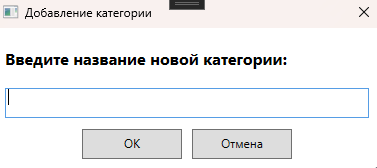 Добавление категории
Введите название новой категории:
OK
Отмена